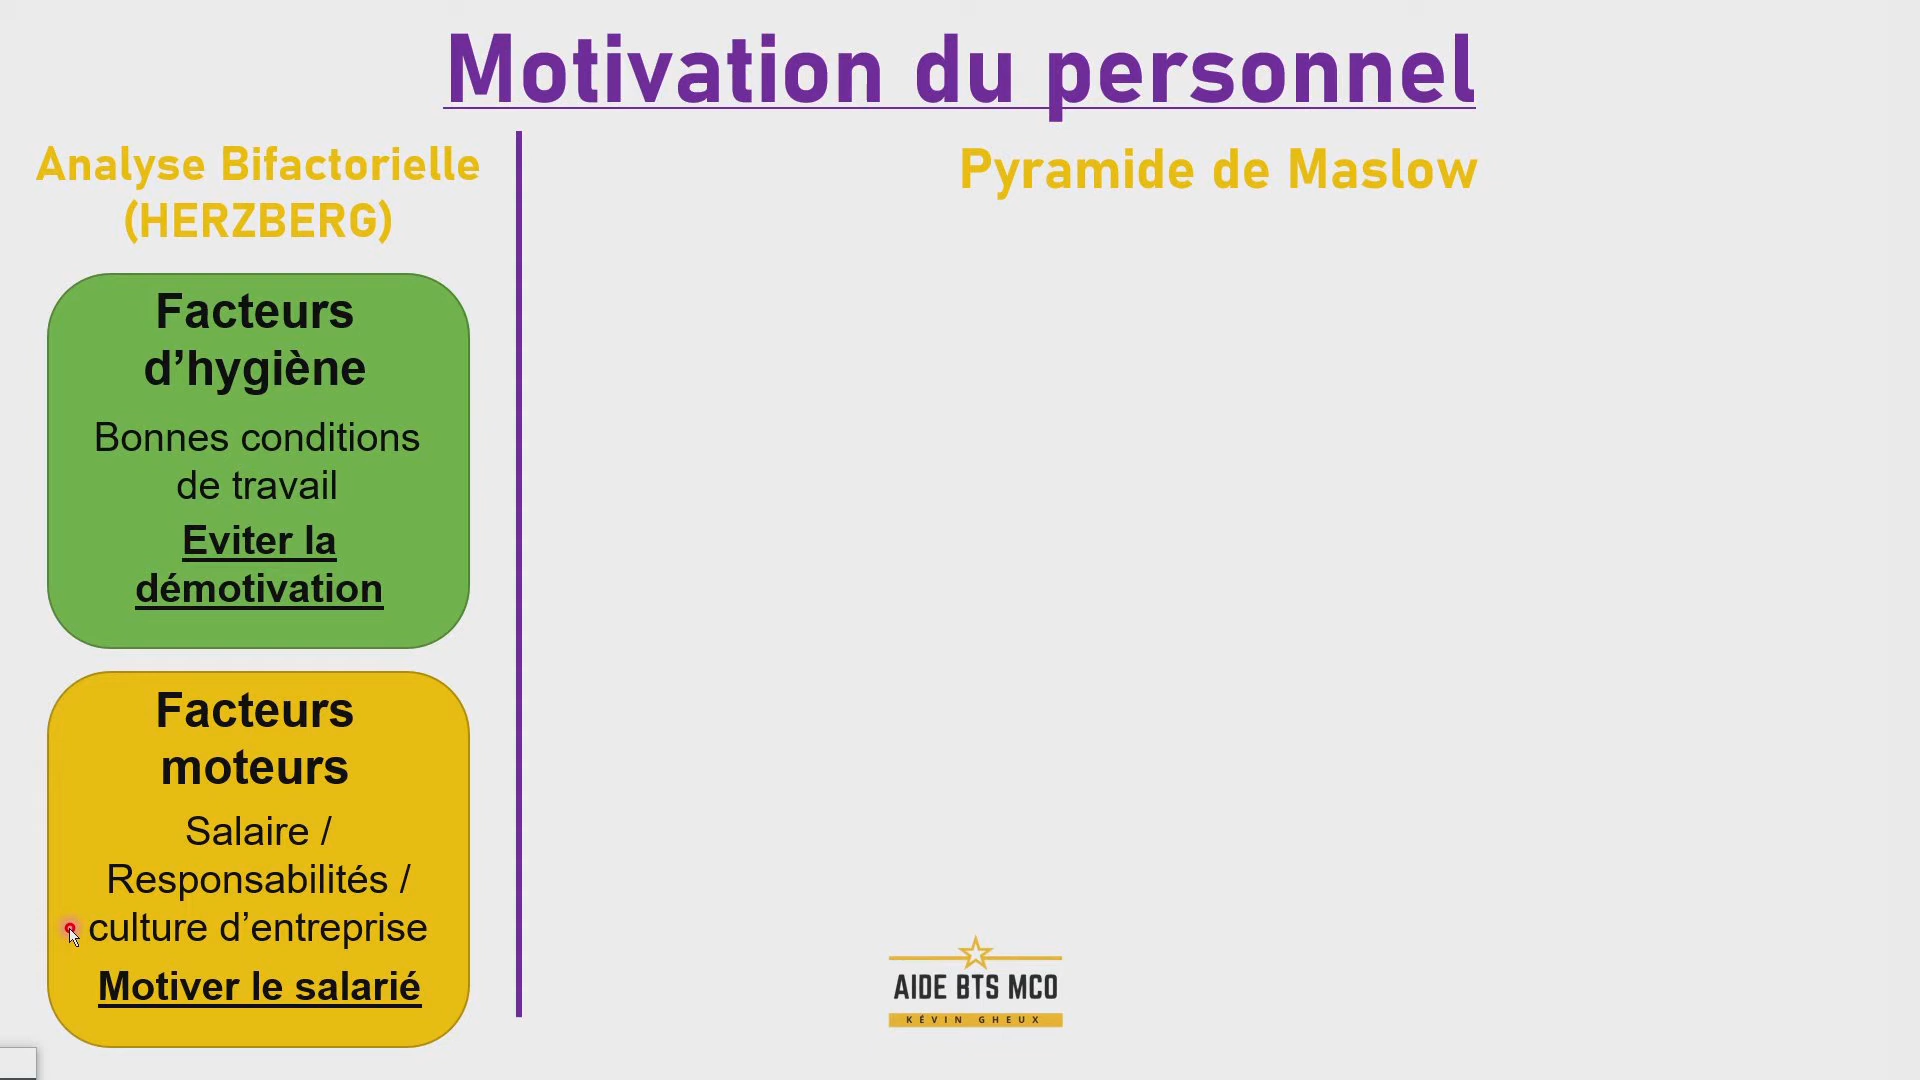 Motivation du personnel
Analyse Bifactorielle
(HERZBERG)
Facteurs
d’hygiène
Bonnes conditions
de travail
Eviter la
démotivation
Facteurs
moteurs
Salaire /
Responsabilités /
culture d’entreprise
Motiver le salarié
Pyramide de Maslow
AIDE BTS MCO
KÉVIN GHEUX